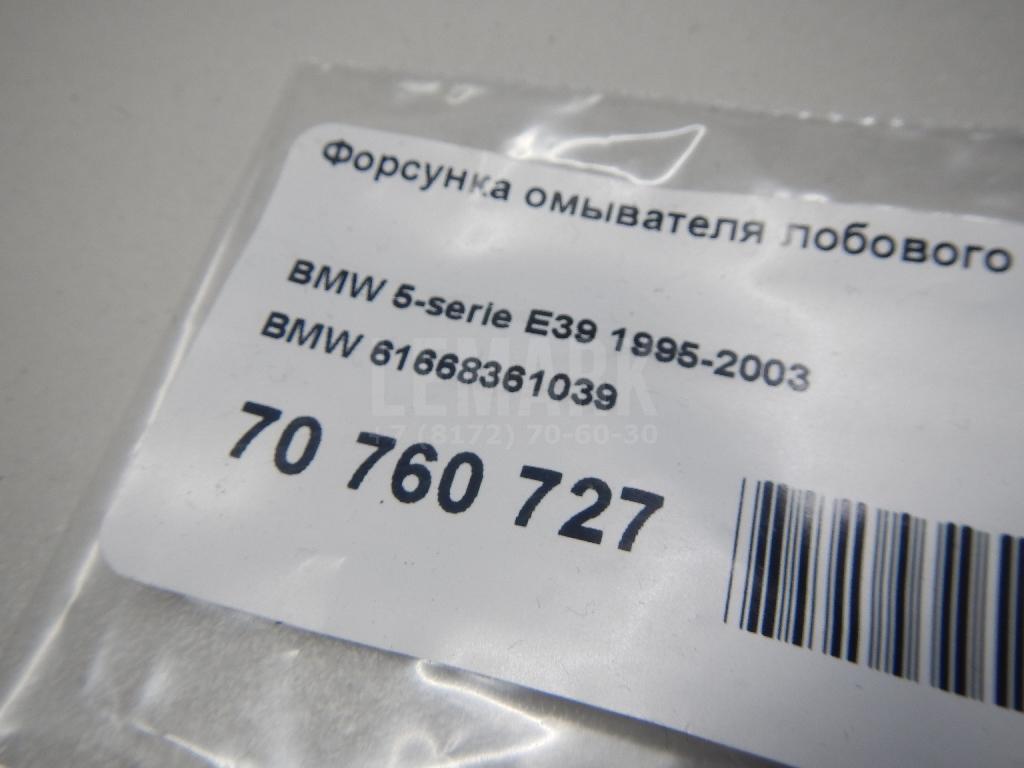 Форсунка омывателя лобового
BMW 5-serie E39 1995-2003
BMW 61668361039
LEMARK
+7 (8172) 70-60-30
70 760 727